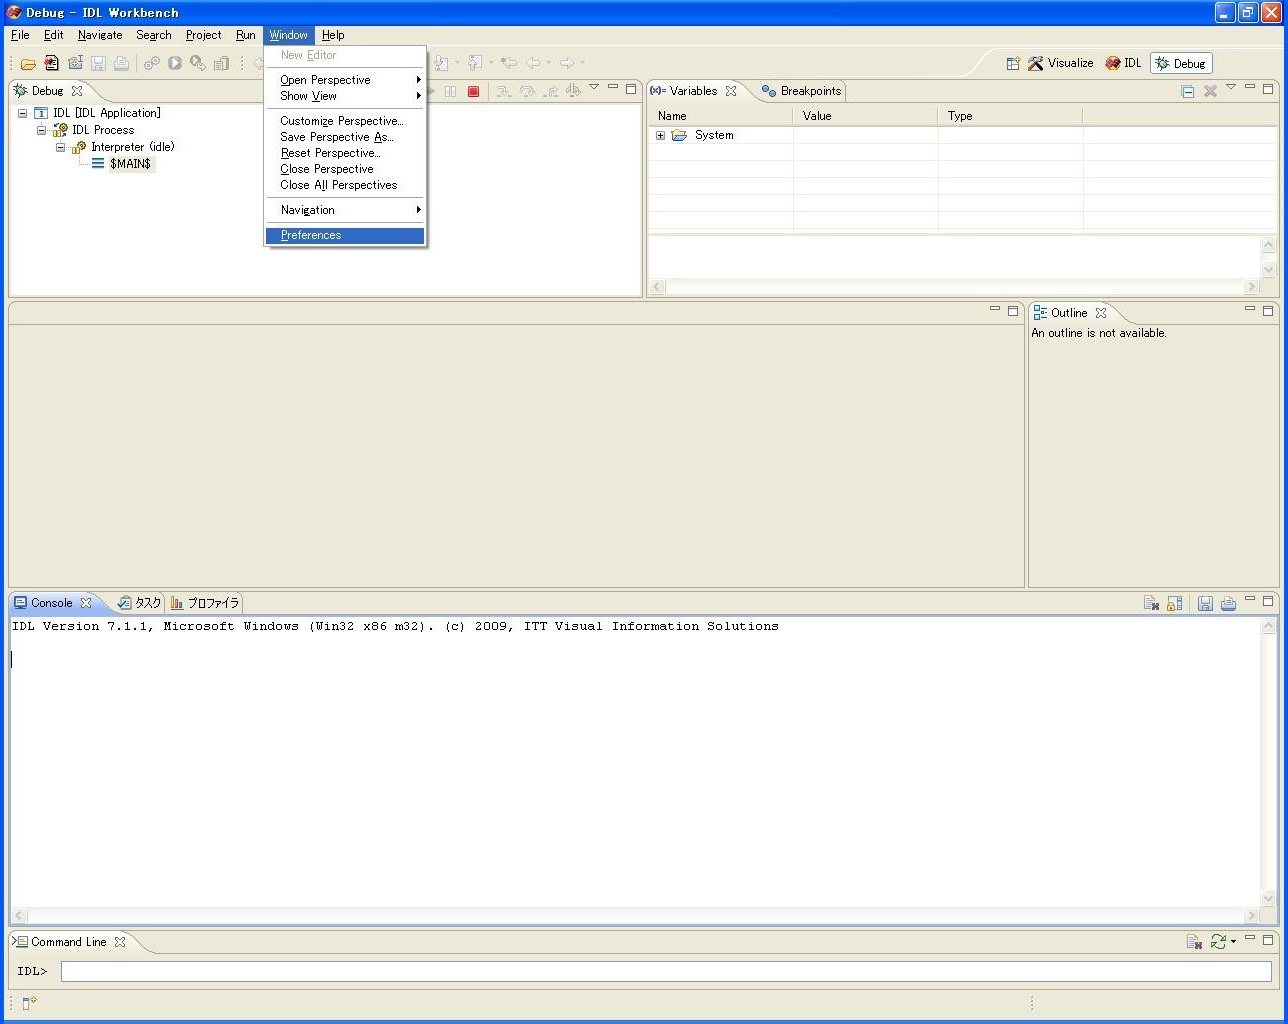 Debug - IDL Workbench
File Edit Navigate Search Project Run Window Help
New Editor
Open Perspective
Show View
Customize Perspective...
Save Perspective As...
Reset Perspective...
Close Perspective
Close All Perspectives
Navigation
Preferences
Visualize IDL Debug
Debug
IDL [IDL Application]
IDL Process
Interpreter (idle)
$MAIN$
(x)= Variables Breakpoints
Name Value Type
System
Outline
An outline is not available.
Console タスク プロファイラ
IDL Version 7.1.1, Microsoft Windows (Win32 x86 m32). (c) 2009, ITT Visual Information Solutions
Command Line
IDL>